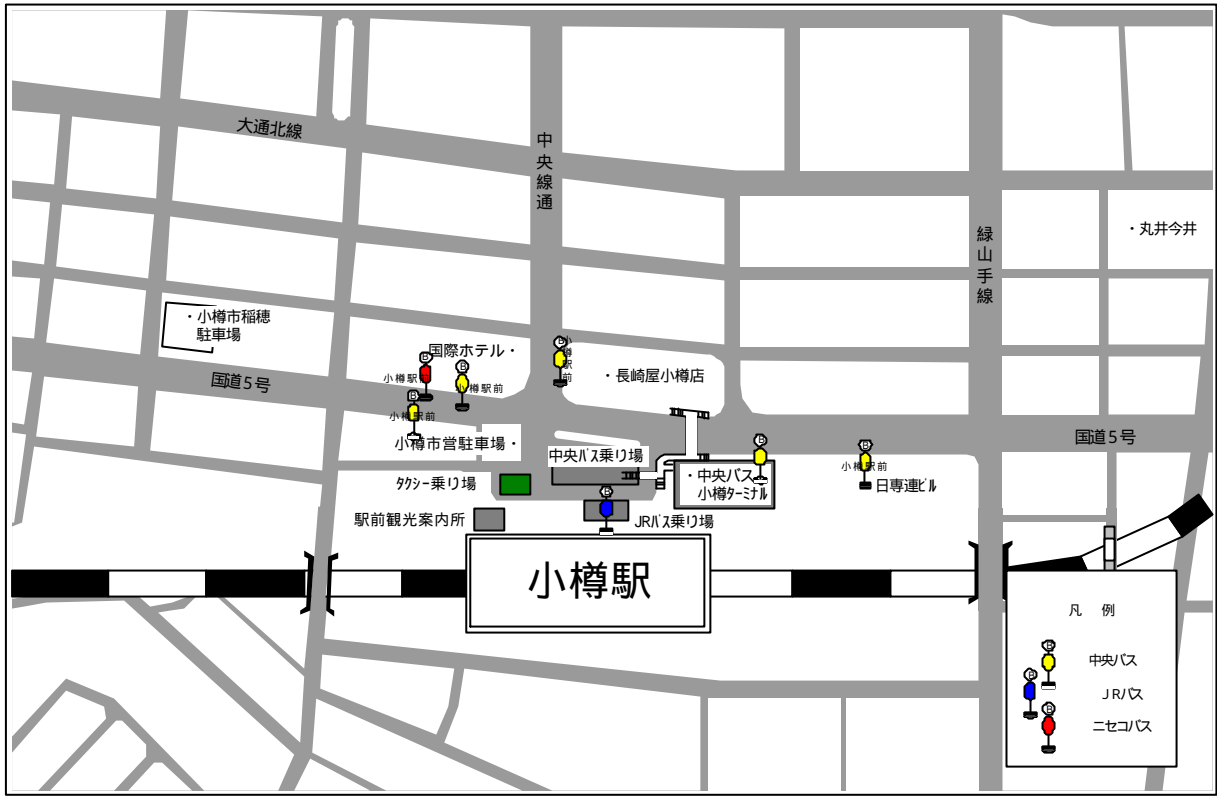 大通北線
中央線通
緑山手線
・丸井今井
・小樽市稲穂
駐車場
国際ホテル・
小樽駅前
・長崎屋小樽店
国道5号
小樽駅前
小樽駅前
小樽駅前
小樽市営駐車場・
中央バス乗り場
国道5号
・中央バス
小樽ターミナル
小樽駅前
日専連ビル
タクシー乗り場
駅前観光案内所
JRバス乗り場
小樽駅
凡 例
B
中央バス
B
JRバス
B
ニセコバス
B
B
B
B
B
B
B